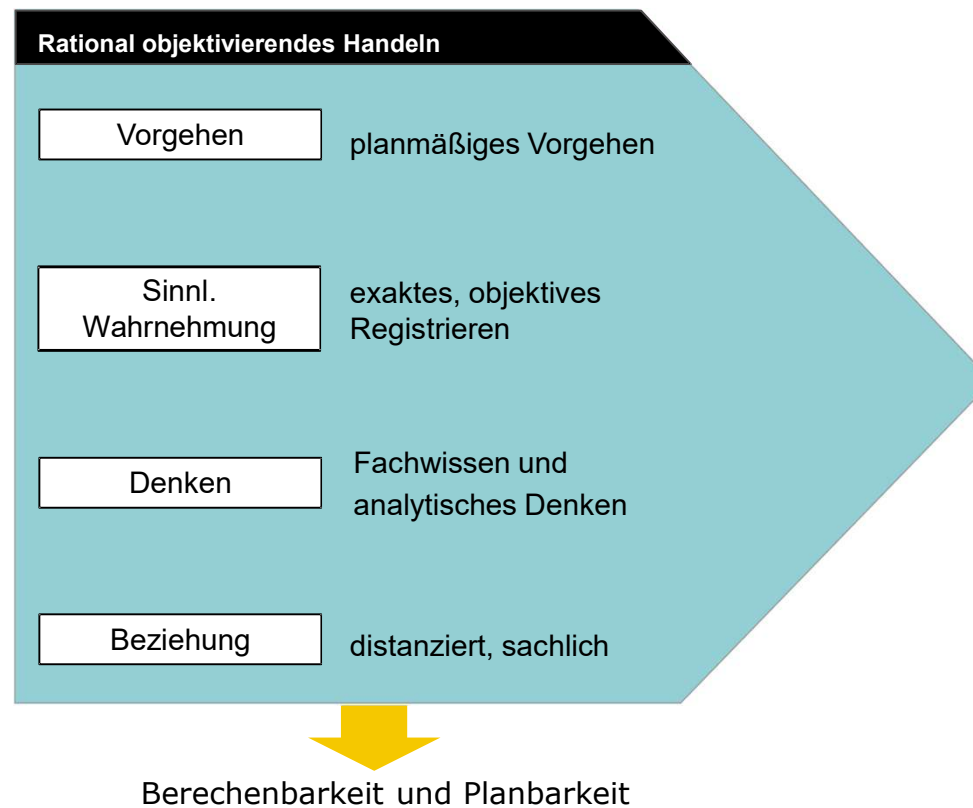 Rational objektivierendes Handeln
Vorgehen
planmäßiges Vorgehen
Sinnl.
Wahrnehmung
exaktes, objektives
Registrieren
Denken
Fachwissen und
analytisches Denken
Beziehung
distanziert, sachlich
Berechenbarkeit und Planbarkeit